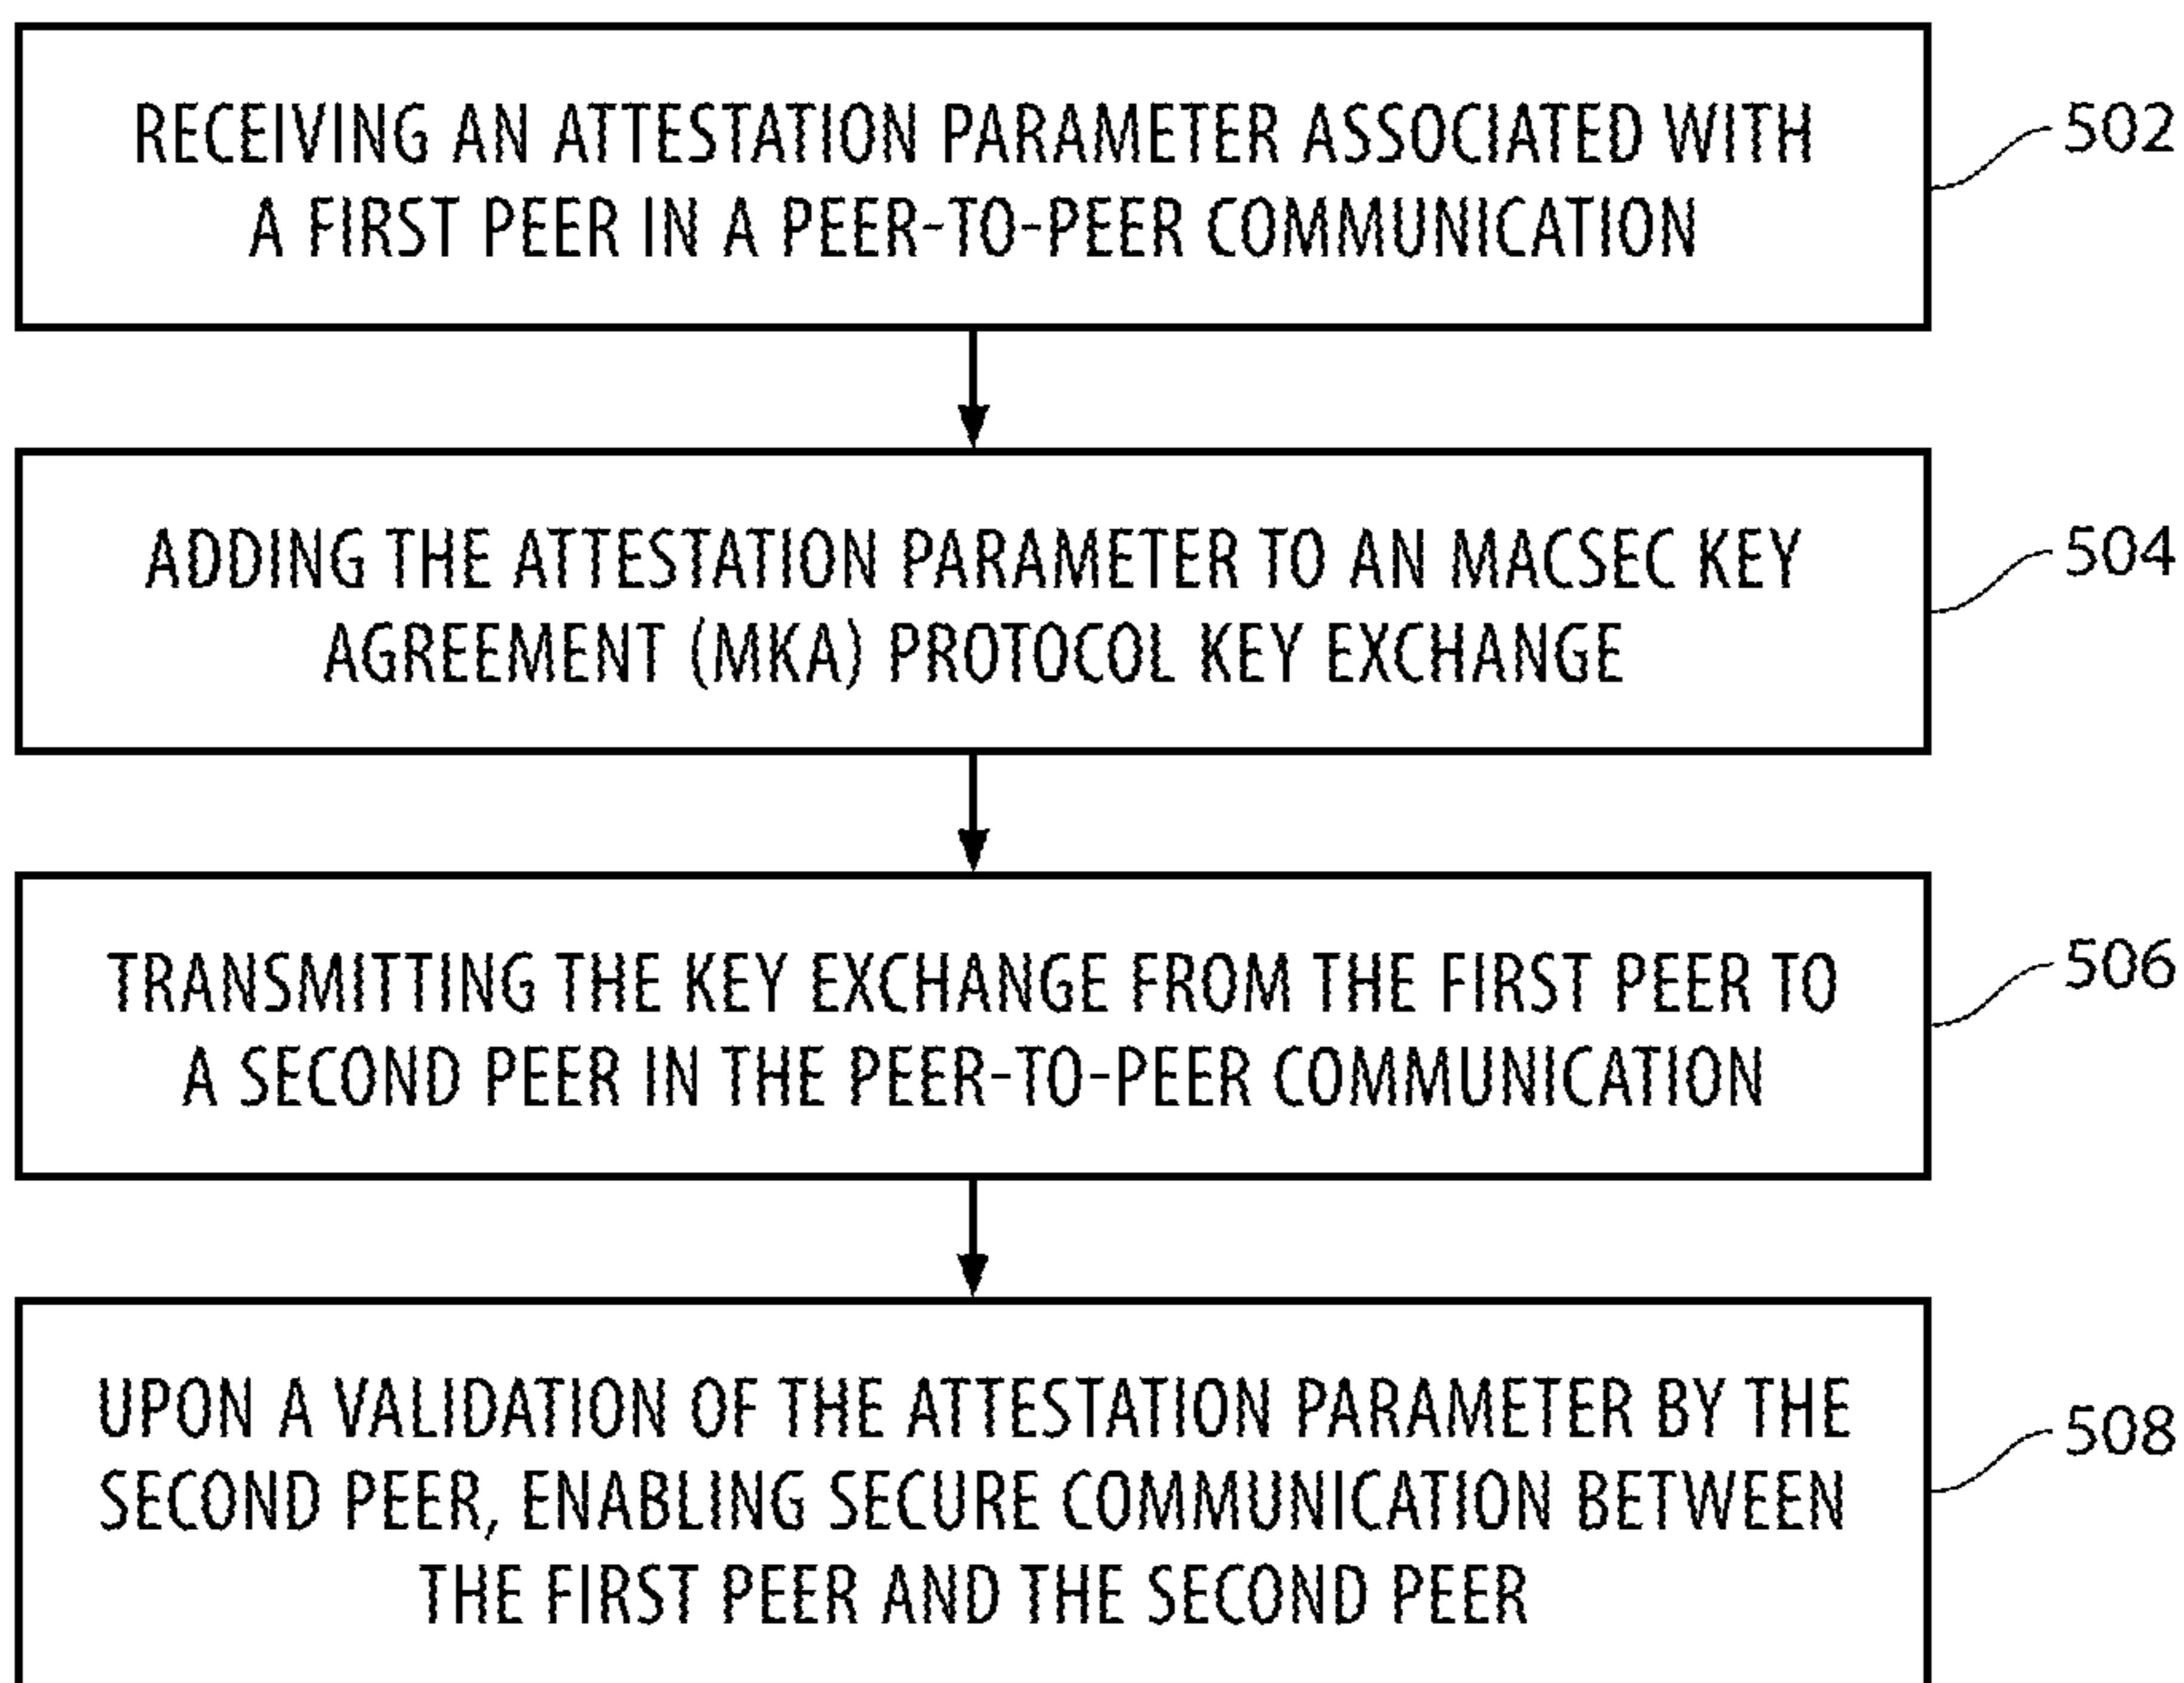 RECEIVING AN ATTESTATION PARAMETER ASSOCIATED WITH
A FIRST PEER IN A PEER-TO-PEER COMMUNICATION
502
ADDING THE ATTESTATION PARAMETER TO AN MACSEC KEY
AGREEMENT (MKA) PROTOCOL KEY EXCHANGE
504
TRANSMITTING THE KEY EXCHANGE FROM THE FIRST PEER TO
A SECOND PEER IN THE PEER-TO-PEER COMMUNICATION
506
UPON A VALIDATION OF THE ATTESTATION PARAMETER BY THE
SECOND PEER, ENABLING SECURE COMMUNICATION BETWEEN
THE FIRST PEER AND THE SECOND PEER
508